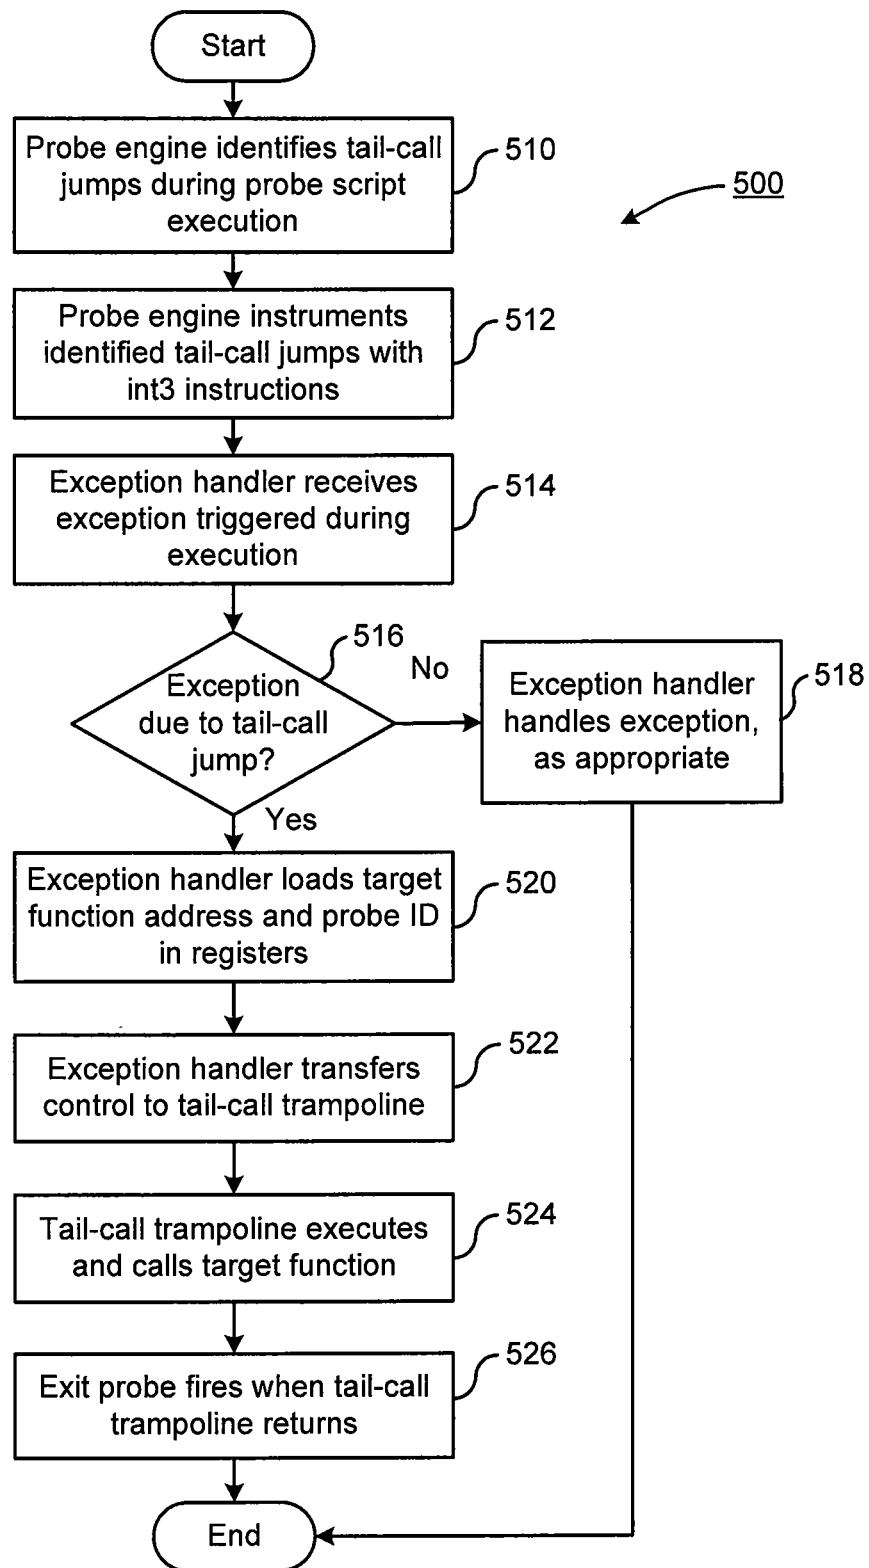 Start
Probe engine identifies tail-call
jumps during probe script
execution
510
500
Probe engine instruments
identified tail-call jumps with
int3 instructions
512
Exception handler receives
exception triggered during
execution
514
Exception
due to tail-call
jump?
516
No
Exception handler
handles exception,
as appropriate
518
Yes
Exception handler loads target
function address and probe ID
in registers
520
Exception handler transfers
control to tail-call trampoline
522
Tail-call trampoline executes
and calls target function
524
Exit probe fires when tail-call
trampoline returns
526
End